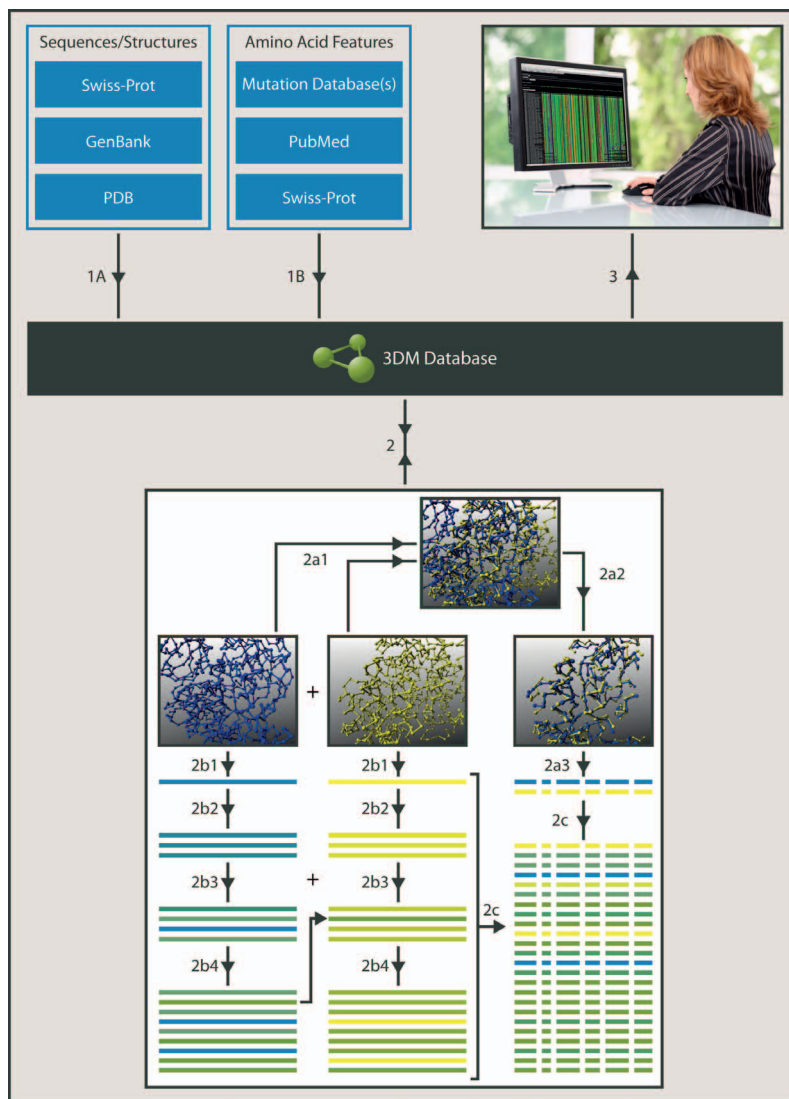 Sequences/Structures
Swiss-Prot
GenBank
PDB
Amino Acid Features
Mutation Database(s)
PubMed
Swiss-Prot
1A
1B
3
3DM Database
2
2a1
2a2
+
2b1
2b1
2a3
2b2
2b2
2c
2b3
+
2b3
2c
2b4
2b4